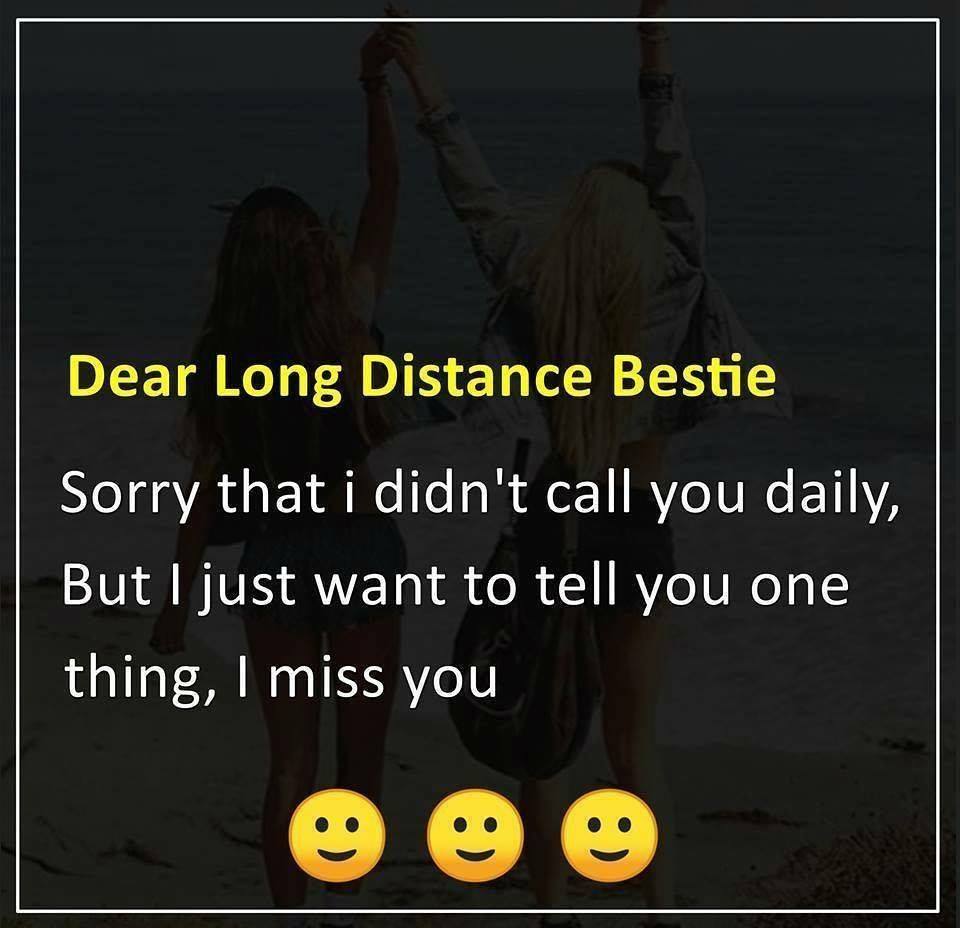 Dear Long Distance Bestie
Sorry that i didn't call you daily,
But I just want to tell you one
thing, I miss you